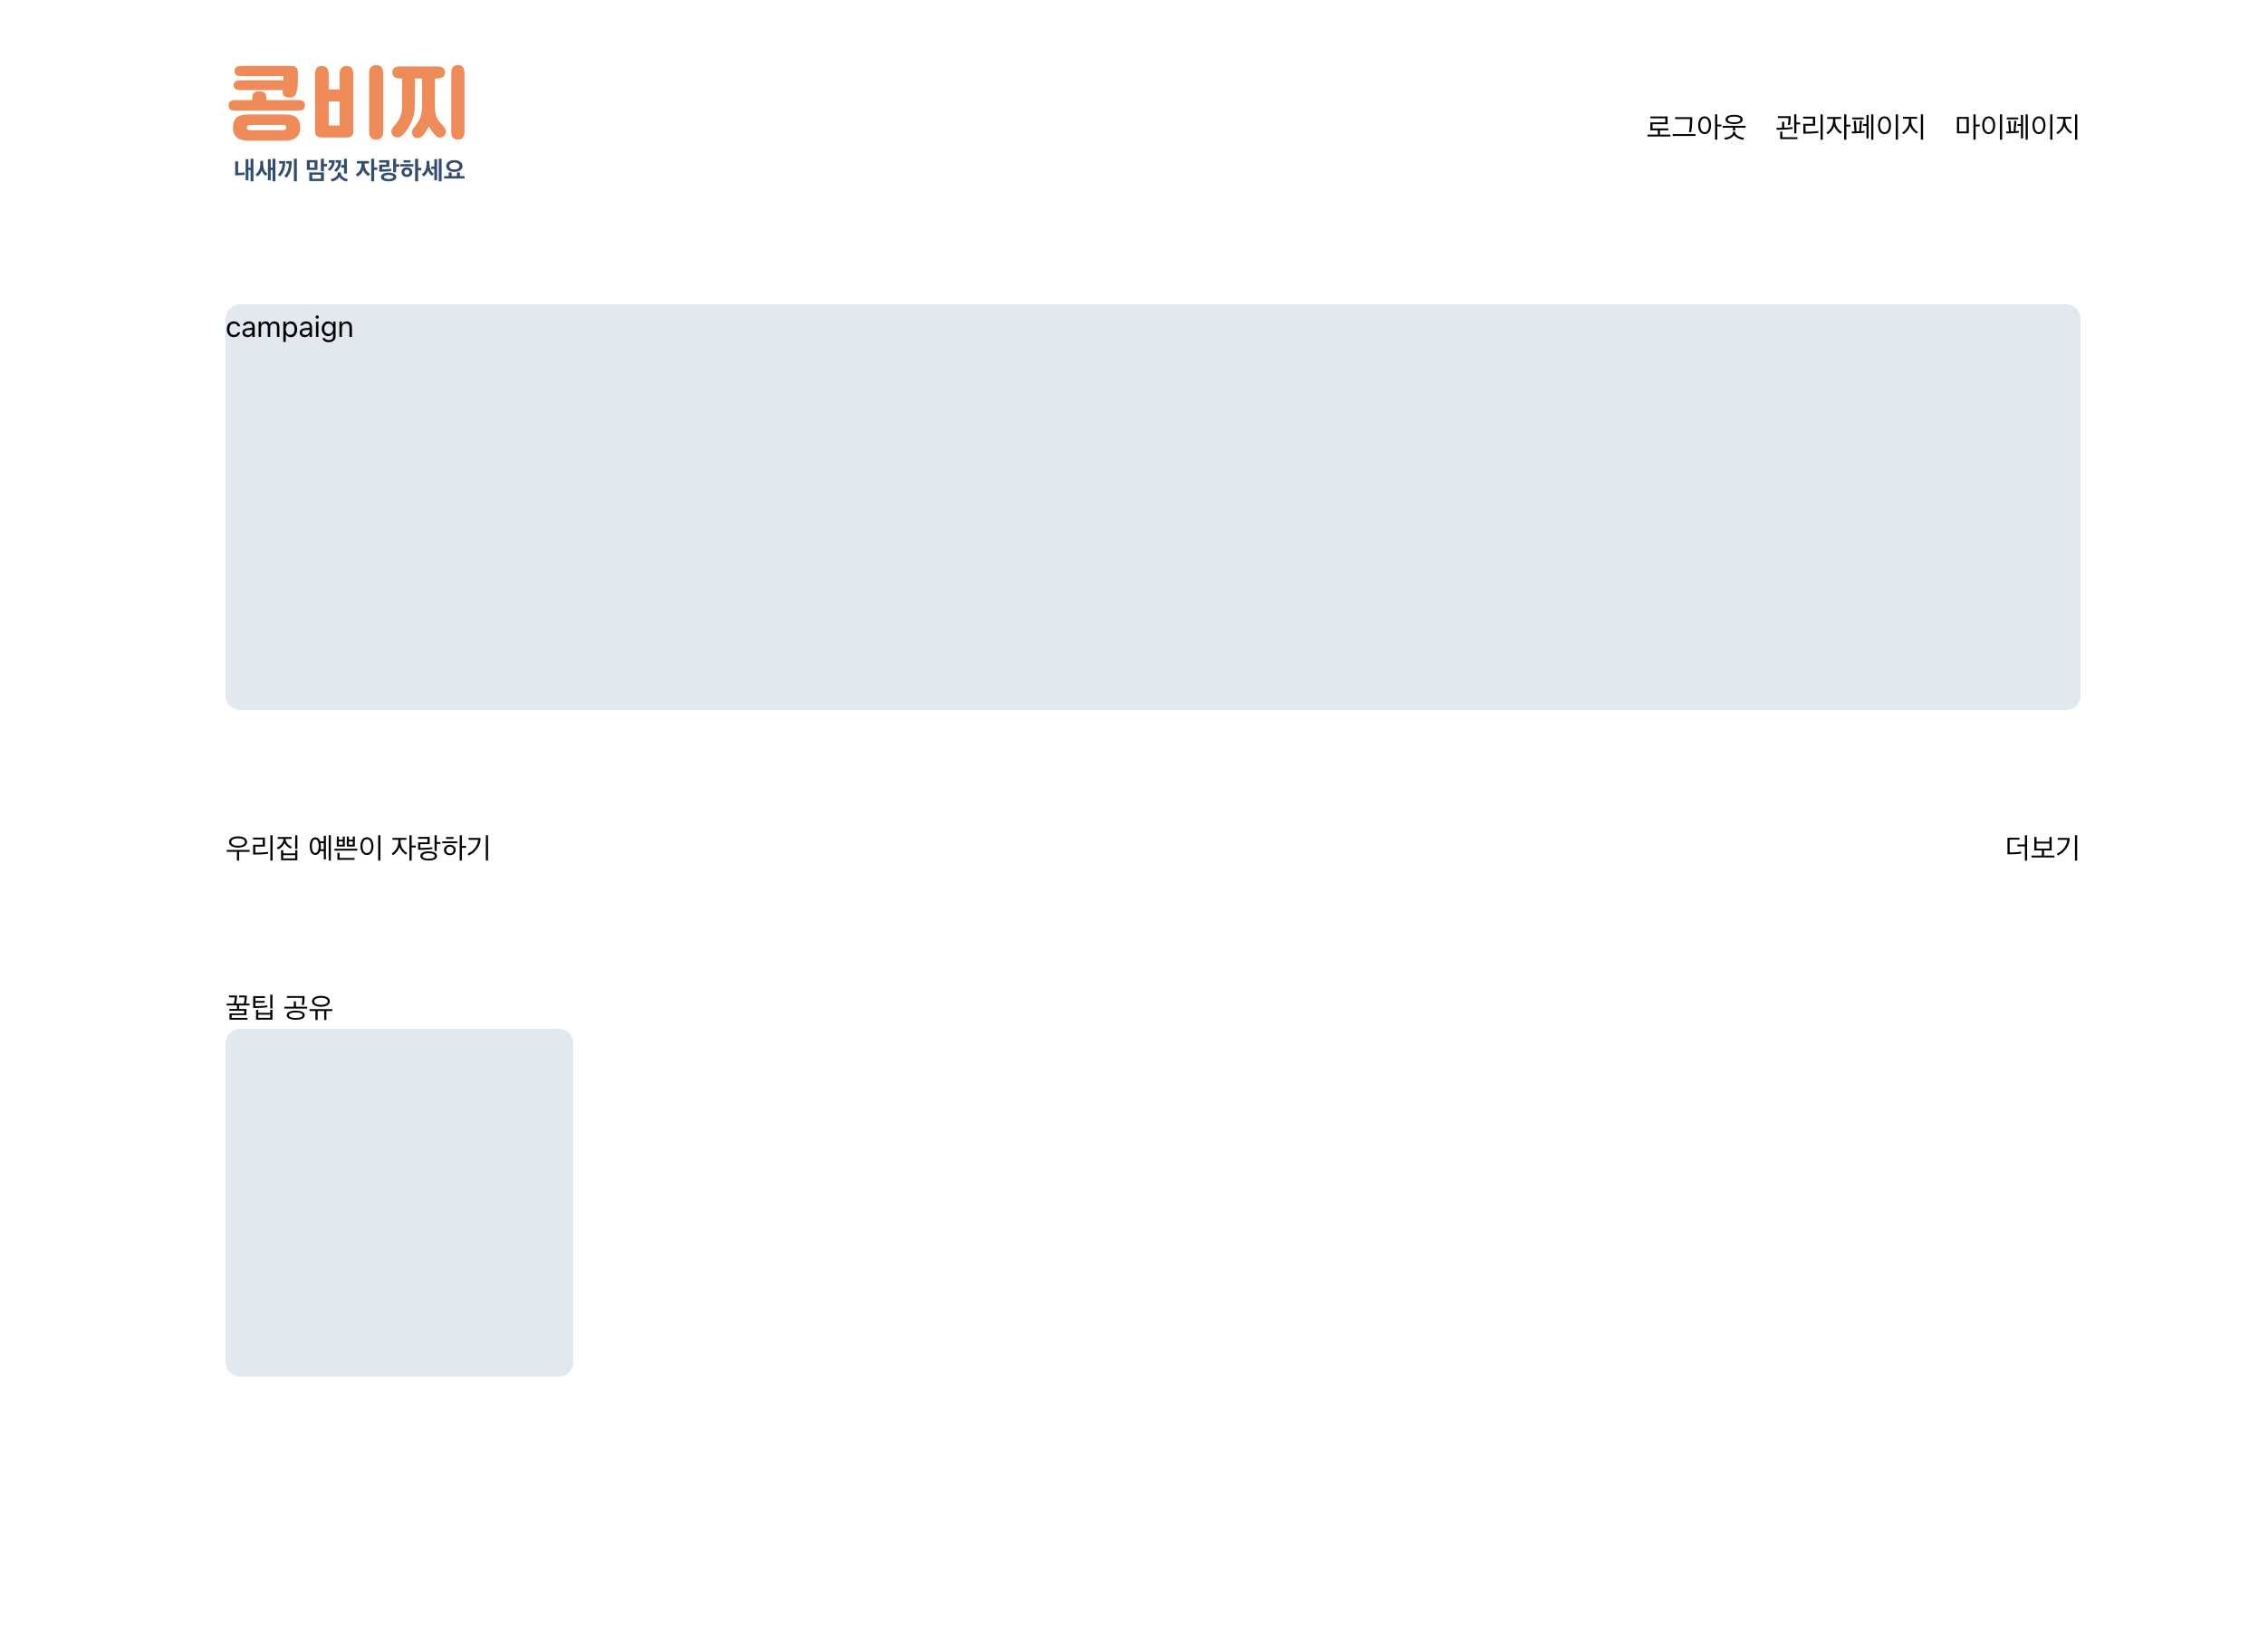 콩비지
내새끼 맘껏 자랑하세요
로그아웃 관리자페이지 마이페이지
campaign
우리집 예쁜이 자랑하기 더보기
꿀팁 공유